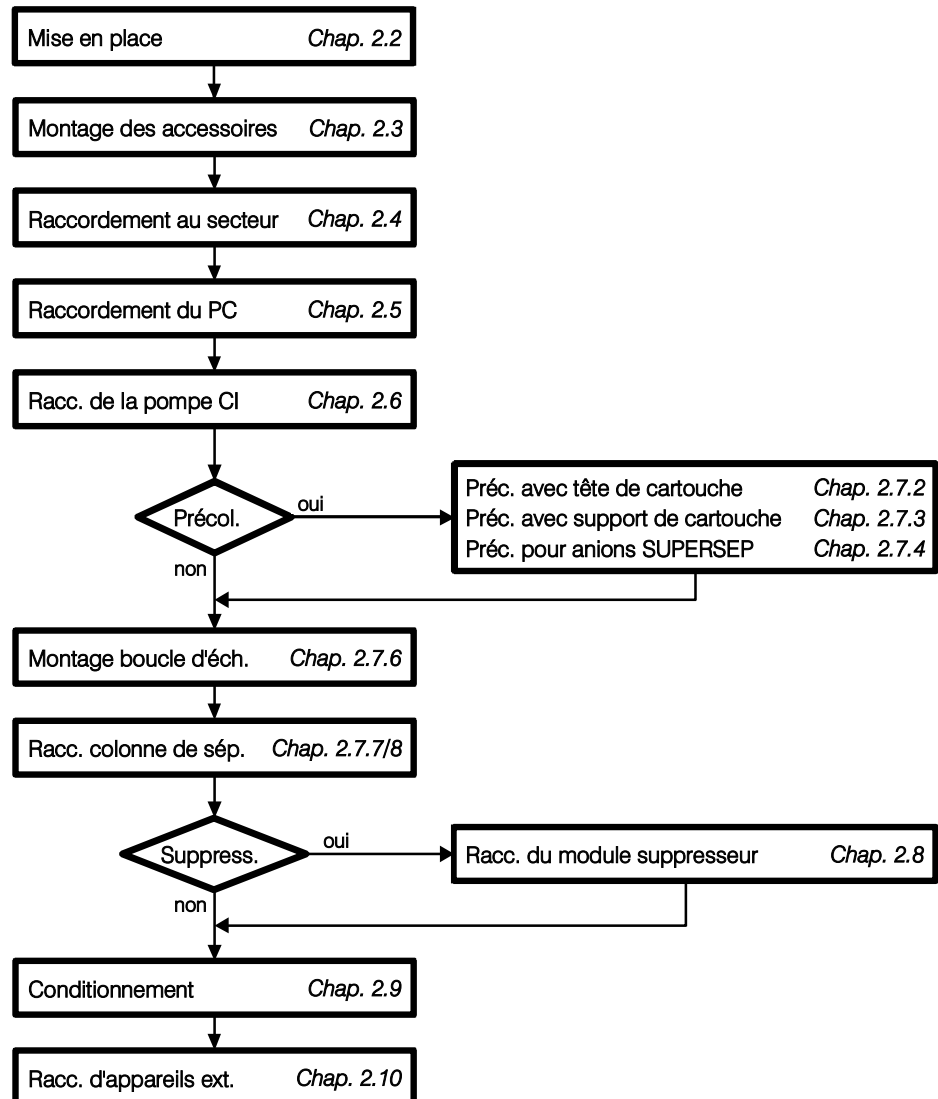 Mise en place Chap. 2.2
Montage des accessoires Chap. 2.3
Raccordement au secteur Chap. 2.4
Raccordement du PC Chap. 2.5
Racc. de la pompe CI Chap. 2.6
Précol.
oui
non
Préc. avec tête de cartouche Chap. 2.7.2
Préc. avec support de cartouche Chap. 2.7.3
Préc. pour anions SUPERSEP Chap. 2.7.4
Montage boucle d'éch. Chap. 2.7.6
Racc. colonne de sép. Chap. 2.7.7/8
Suppress.
oui
non
Racc. du module suppresseur Chap. 2.8
Conditionnement Chap. 2.9
Racc. d'appareils ext. Chap. 2.10